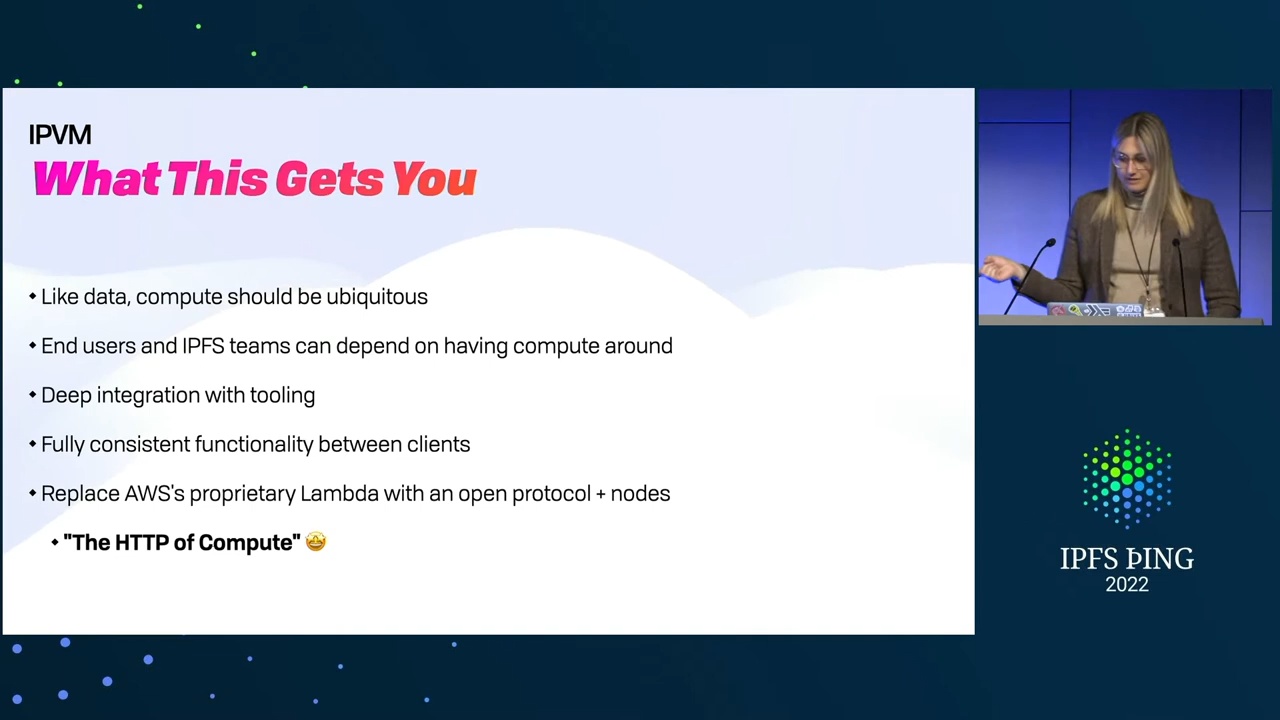 IPVM
What This Gets You
• Like data, compute should be ubiquitous
• End users and IPFS teams can depend on having compute around
• Deep integration with tooling
• Fully consistent functionality between clients
• Replace AWS's proprietary Lambda with an open protocol + nodes
• "The HTTP of Compute" 🤩
IPFS ÞING
2022